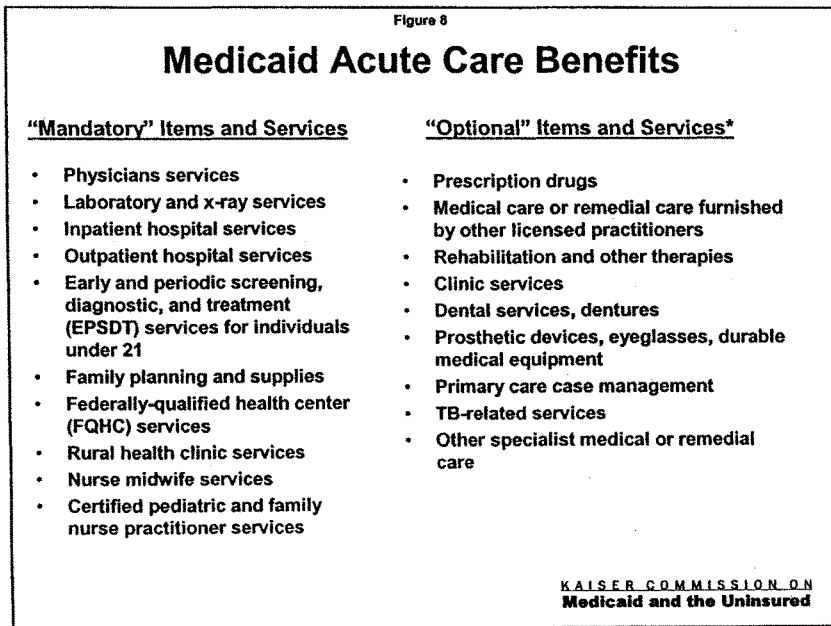 Figure 8
Medicaid Acute Care Benefits
“Mandatory” Items and Services
• Physicians services
• Laboratory and x-ray services
• Inpatient hospital services
• Outpatient hospital services
• Early and periodic screening,
diagnostic, and treatment
(EPSDT) services for individuals
under 21
• Family planning and supplies
• Federally-qualified health center
(FQHC) services
• Rural health clinic services
• Nurse midwife services
• Certified pediatric and family
nurse practitioner services
“Optional” Items and Services*
• Prescription drugs
• Medical care or remedial care furnished
by other licensed practitioners
• Rehabilitation and other therapies
• Clinic services
• Dental services, dentures
• Prosthetic devices, eyeglasses, durable
medical equipment
• Primary care case management
• TB-related services
• Other specialist medical or remedial
care
KAISER COMMISSION ON
Medicaid and the Uninsured